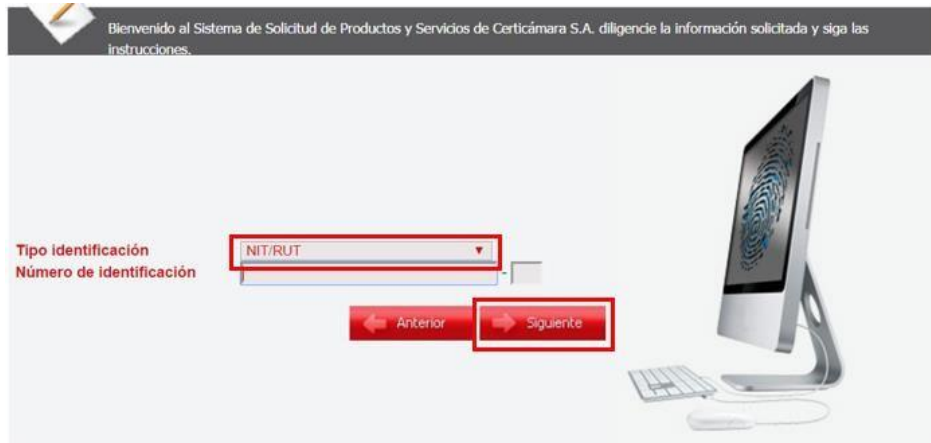 Bienvenido al Sistema de Solicitud de Productos y Servicios de Certicámara S.A. diligencie la información solicitada y siga las
instrucciones.
Tipo identificación NIT/RUT
Número de identificación -
Anterior Siguiente